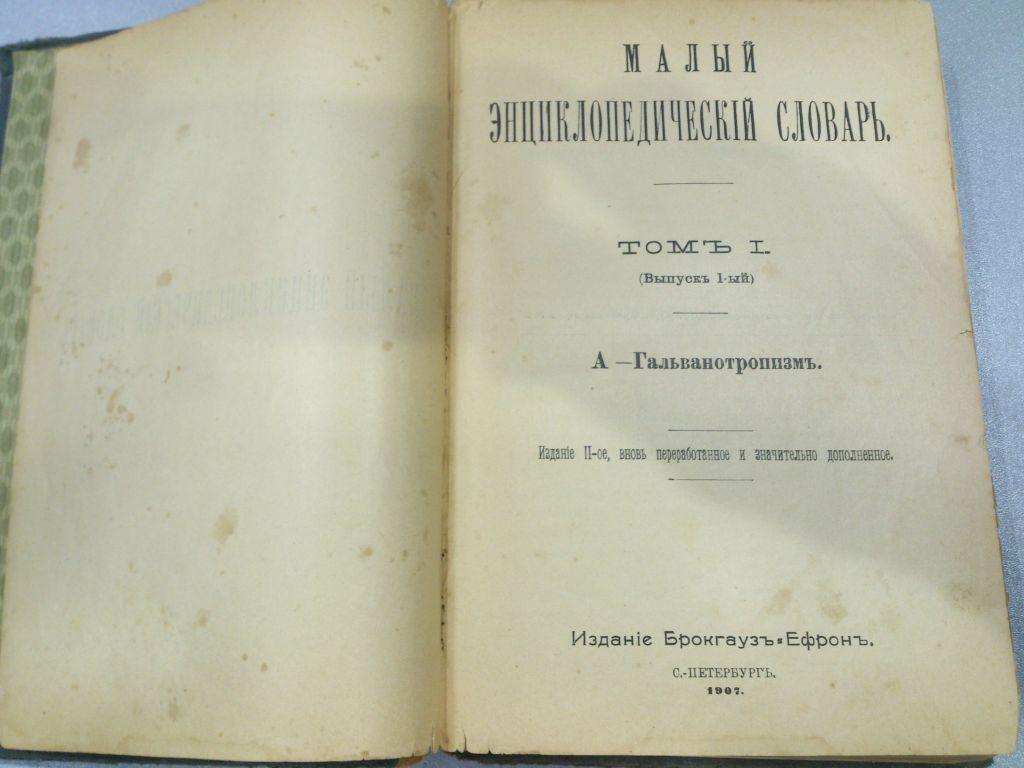 МАЛЫЙ
ЭНЦИКЛОПЕДИЧЕСКІЙ СЛОВАРЬ.
ТОМЪ I.
(Выпускъ 1-ый)
А —Гальванотропизмъ.
Изданіе II-ое, вновь переработанное и значительно дополненное.
Изданіе Брокгаузъ-Ефронъ.
С.-ПЕТЕРБУРГЪ.
1907.